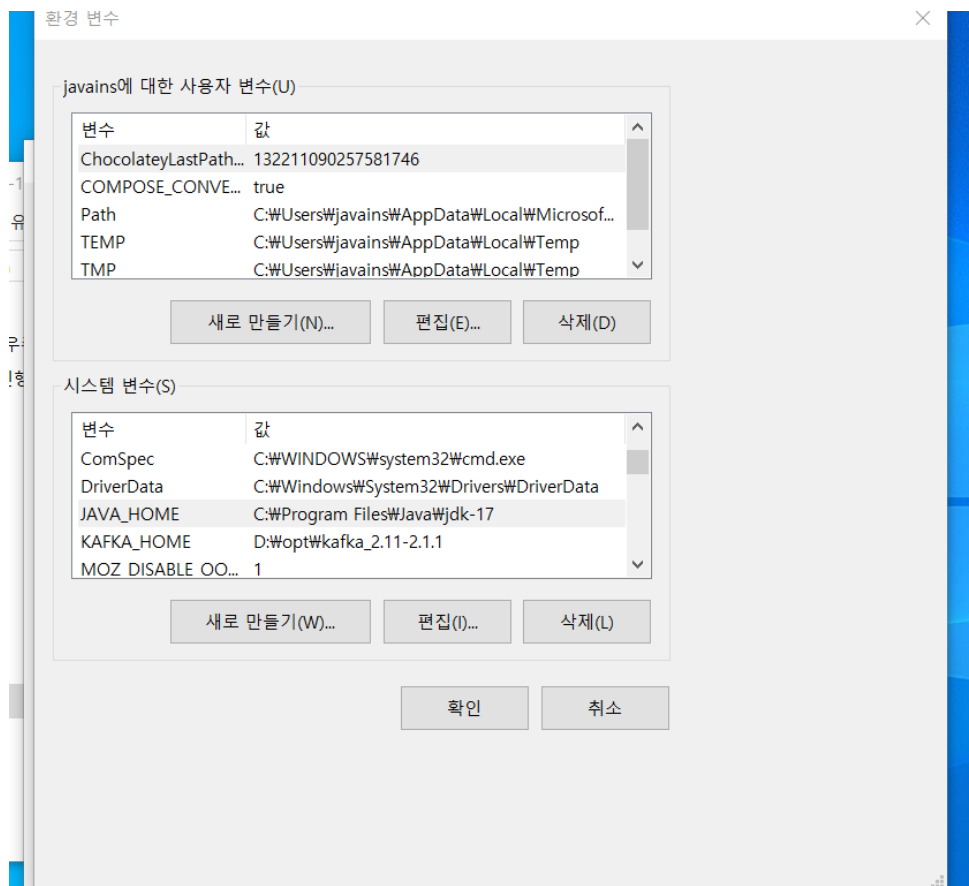 환경 변수
javains에 대한 사용자 변수(U)
변수 값
ChocolateyLastPath... 132211090257581746
COMPOSE_CONVE... true
Path C:₩Users₩javains₩AppData₩Local₩Microsof...
TEMP C:₩Users₩javains₩AppData₩Local₩Temp
TMP C:₩Users₩javains₩AppData₩Local₩Temp
새로 만들기(N)... 편집(E)... 삭제(D)
시스템 변수(S)
변수 값
ComSpec C:₩WINDOWS₩system32₩cmd.exe
DriverData C:₩Windows₩System32₩Drivers₩DriverData
JAVA_HOME C:₩Program Files₩Java₩jdk-17
KAFKA_HOME D:₩opt₩kafka_2.11-2.1.1
MOZ_DISABLE_OO... 1
새로 만들기(W)... 편집(I)... 삭제(L)
확인 취소
-1
유